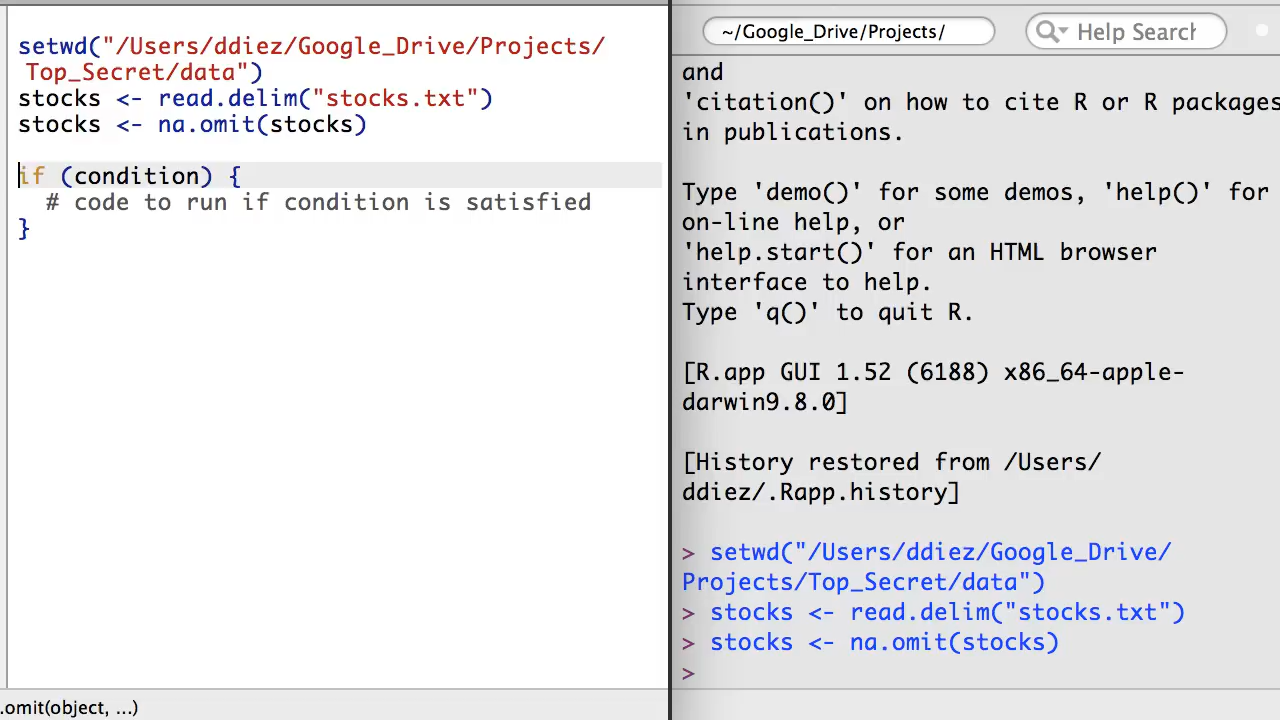 setwd("/Users/ddiez/Google_Drive/Projects/
Top_Secret/data")
stocks <- read.delim("stocks.txt")
stocks <- na.omit(stocks)
if (condition) {
# code to run if condition is satisfied
}
.omit(object, ...)
~/Google_Drive/Projects/
Help Search
and
'citation()' on how to cite R or R packages
in publications.
Type 'demo()' for some demos, 'help()' for
on-line help, or
'help.start()' for an HTML browser
interface to help.
Type 'q()' to quit R.
[R.app GUI 1.52 (6188) x86_64-apple-
darwin9.8.0]
[History restored from /Users/
ddiez/.Rapp.history]
> setwd("/Users/ddiez/Google_Drive/
Projects/Top_Secret/data")
> stocks <- read.delim("stocks.txt")
> stocks <- na.omit(stocks)
>